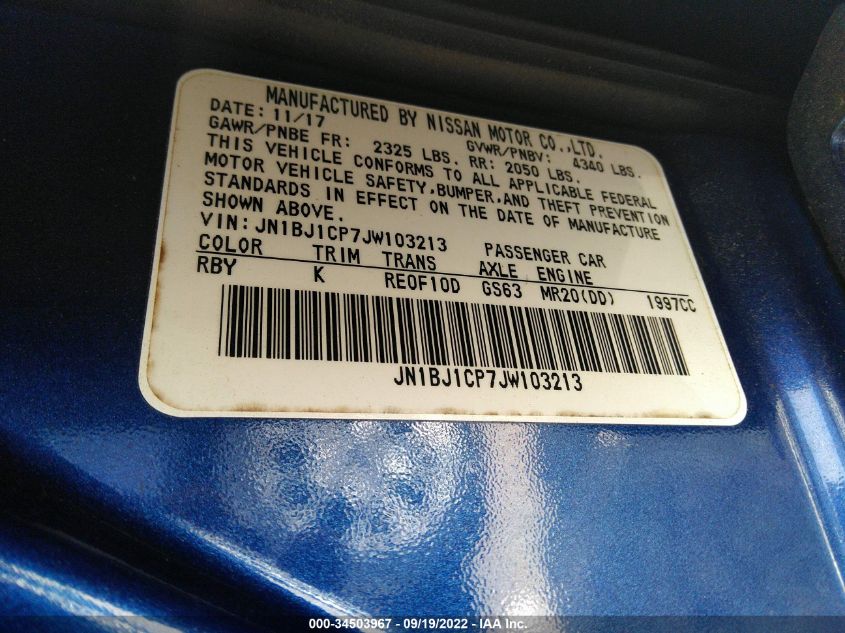 MANUFACTURED BY NISSAN MOTOR CO.,LTD.
DATE: 11/17 GVWR/PNBV: 4340 LBS.
GAWR/PNBE FR: 2325 LBS. RR: 2050 LBS.
THIS VEHICLE CONFORMS TO ALL APPLICABLE FEDERAL
MOTOR VEHICLE SAFETY,BUMPER,AND THEFT PREVENTION
STANDARDS IN EFFECT ON THE DATE OF MANUFACTURE
SHOWN ABOVE.
VIN: JN1BJ1CP7JW103213 PASSENGER CAR
COLOR TRIM TRANS AXLE ENGINE
RBY K RE0F10D GS63 MR20(DD) 1997CC
JN1BJ1CP7JW103213
000-34503967 - 09/19/2022 - IAA Inc.